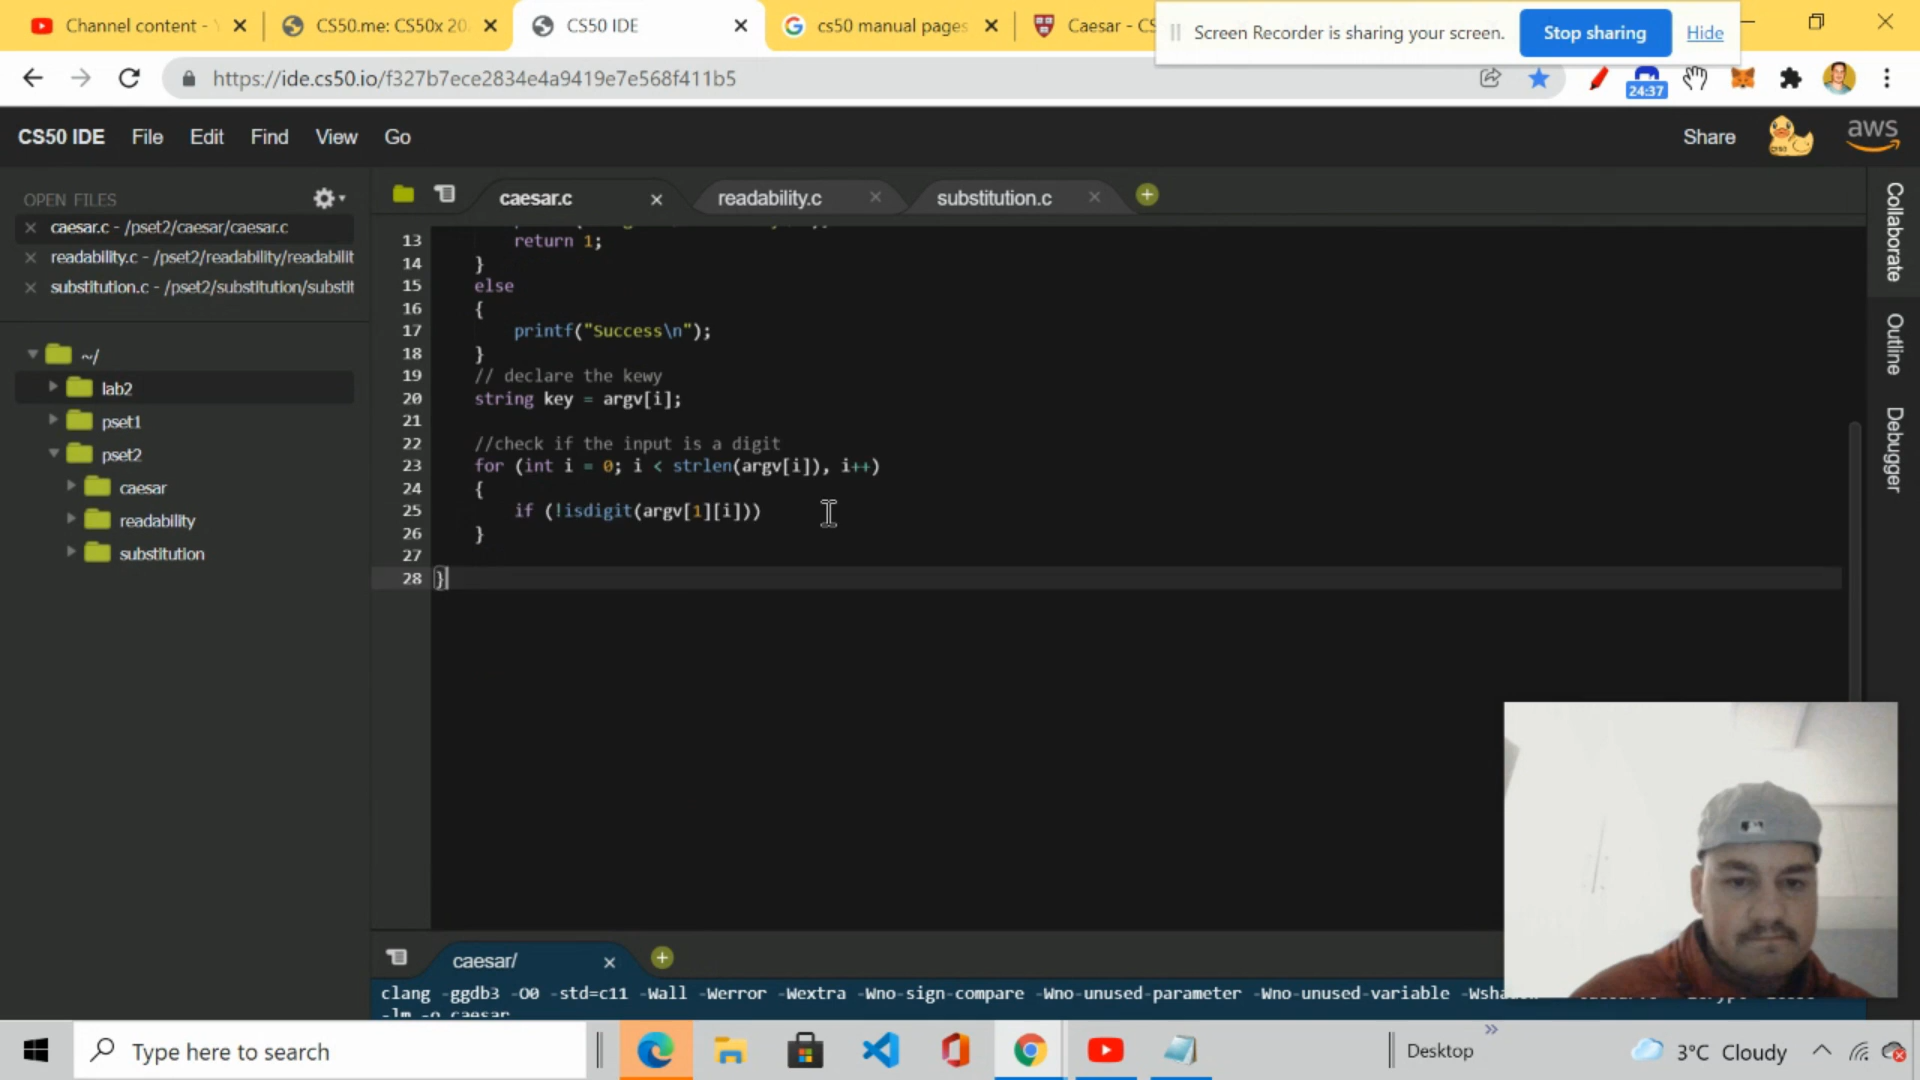 Channel content -
CS50.me: CS50x 20
CS50 IDE
cs50 manual pages
Caesar - CS
Screen Recorder is sharing your screen.
Stop sharing
Hide
https://ide.cs50.io/f327b7ece2834e4a9419e7e568f411b5
24:37
CS50 IDE File Edit Find View Go
Share
CS50
aws
OPEN FILES
caesar.c - /pset2/caesar/caesar.c
readability.c - /pset2/readability/readabilit
substitution.c - /pset2/substitution/substit
~/
lab2
pset1
pset2
caesar
readability
substitution
caesar.c
readability.c
substitution.c
13 return 1;
14 }
15 else
16 {
17 printf("Success\n");
18 }
19 // declare the kewy
20 string key = argv[i];
21
22 //check if the input is a digit
23 for (int i = 0; i < strlen(argv[i]), i++)
24 {
25 if (!isdigit(argv[1][i]))
26 }
27
28 }
Collaborate
Outline
Debugger
caesar/
clang -ggdb3 -O0 -std=c11 -Wall -Werror -Wextra -Wno-sign-compare -Wno-unused-parameter -Wno-unused-variable
-lm -o caesar
Type here to search
Desktop
3°C Cloudy